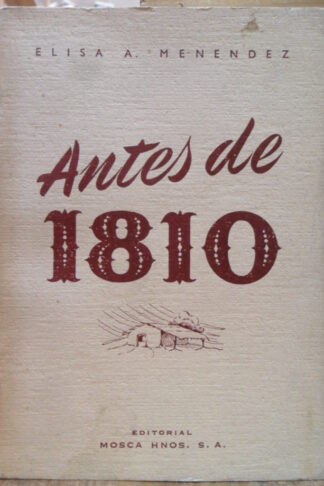 ELISA A. MENENDEZ
Antes de
1810
EDITORIAL
MOSCA HNOS. S. A.